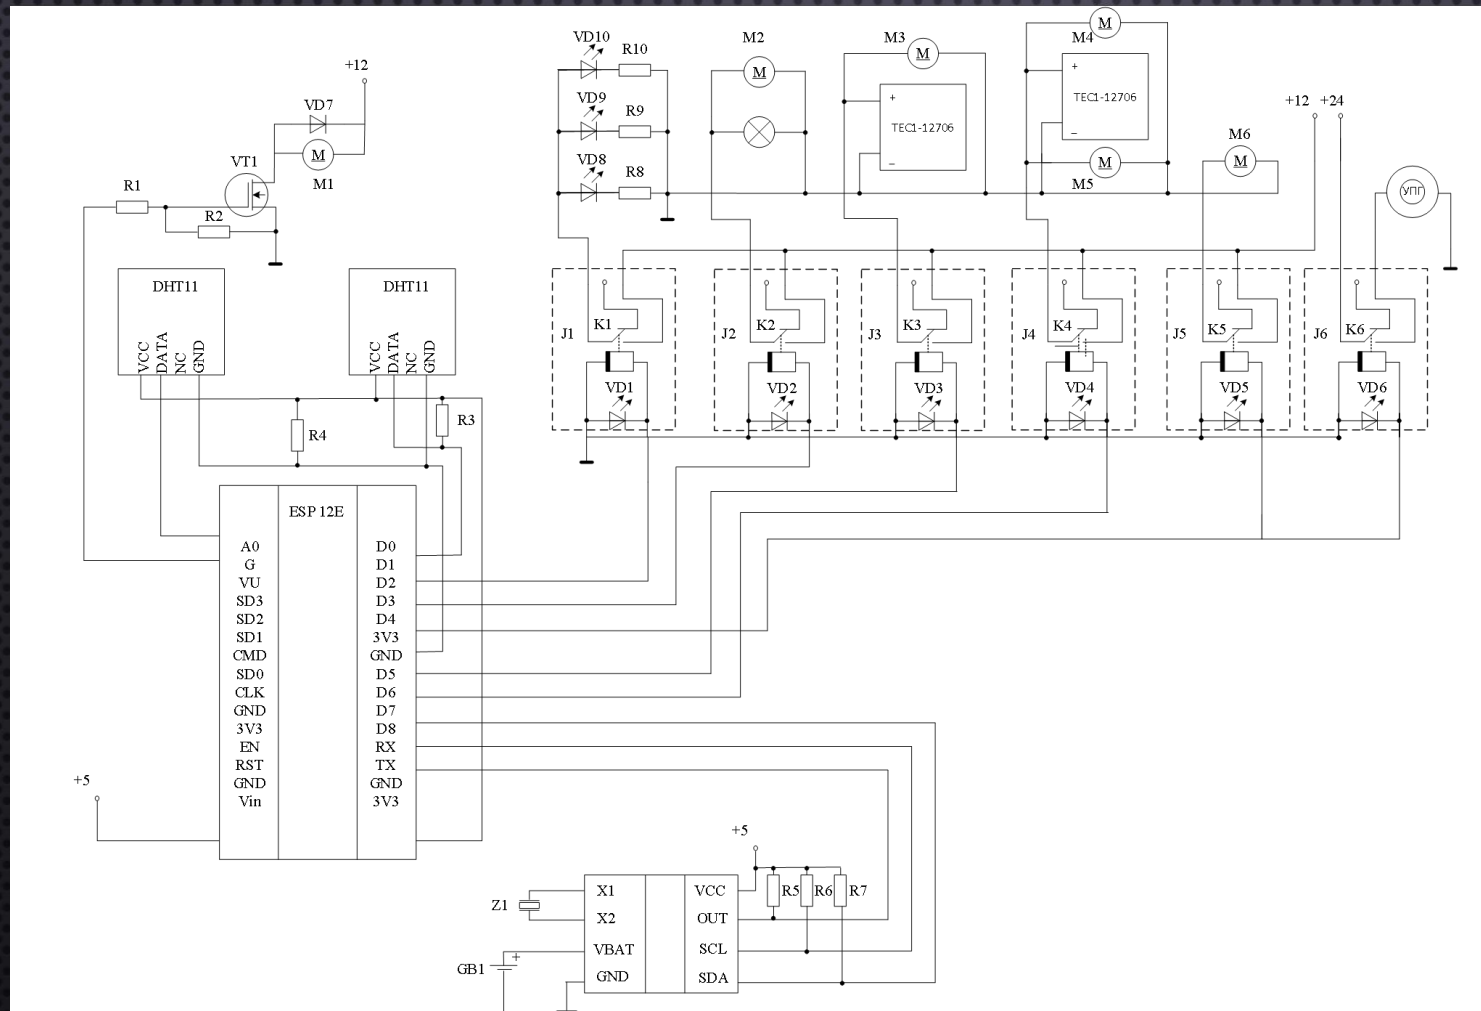 VD10
R10
VD9
R9
VD8
R8
M2
M
M3
M
+
TEC1-12706
–
M4
M
+
TEC1-12706
–
M5
M
+12 +24
M6
M
УПГ
+12
VD7
M
M1
VT1
R1
R2
DHT11
VCC
DATA
NC
GND
DHT11
VCC
DATA
NC
GND
R4
R3
J1
K1
VD1
J2
K2
VD2
J3
K3
VD3
J4
K4
VD4
J5
K5
VD5
J6
K6
VD6
ESP 12E
A0
G
VU
SD3
SD2
SD1
CMD
SD0
CLK
GND
3V3
EN
RST
GND
Vin
D0
D1
D2
D3
D4
3V3
GND
D5
D6
D7
D8
RX
TX
GND
3V3
+5
+5
R5
R6
R7
Z1
GB1
+
X1
X2
VBAT
GND
VCC
OUT
SCL
SDA